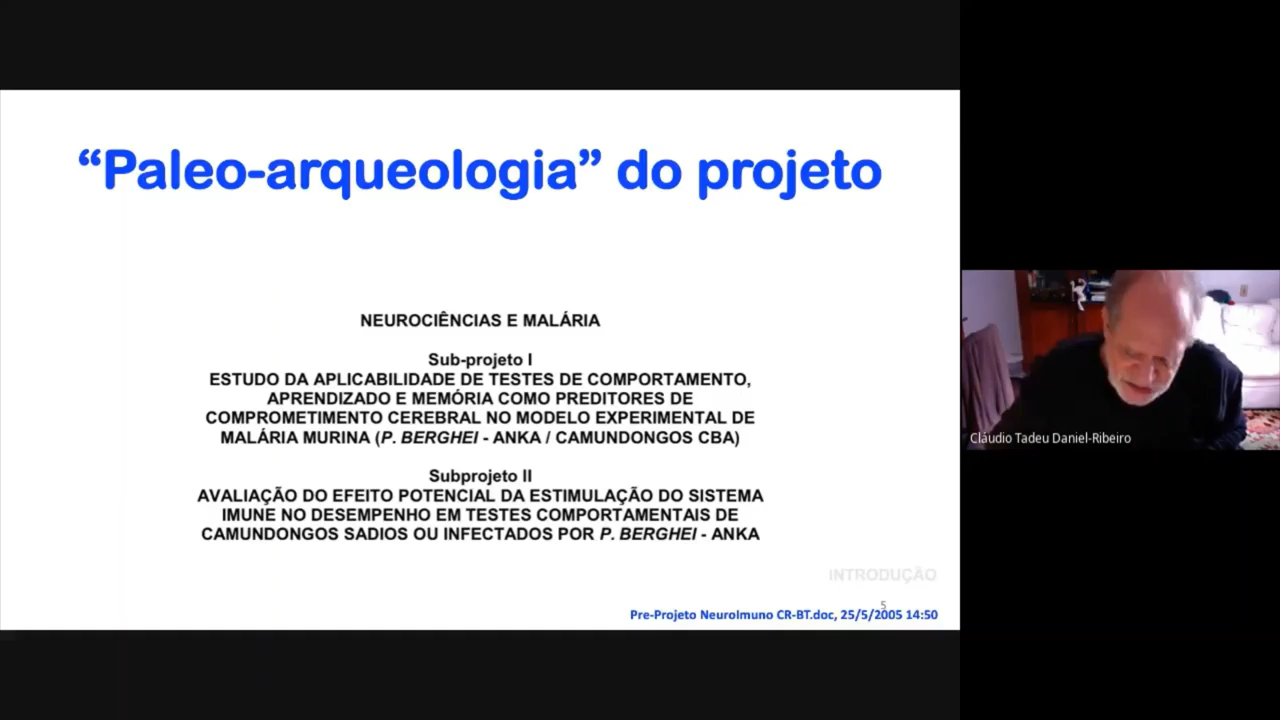 “Paleo-arqueologia” do projeto
NEUROCIÊNCIAS E MALÁRIA
Sub-projeto I
ESTUDO DA APLICABILIDADE DE TESTES DE COMPORTAMENTO,
APRENDIZADO E MEMÓRIA COMO PREDITORES DE
COMPROMETIMENTO CEREBRAL NO MODELO EXPERIMENTAL DE
MALÁRIA MURINA (P. BERGHEI - ANKA / CAMUNDONGOS CBA)
Subprojeto II
AVALIAÇÃO DO EFEITO POTENCIAL DA ESTIMULAÇÃO DO SISTEMA
IMUNE NO DESEMPENHO EM TESTES COMPORTAMENTAIS DE
CAMUNDONGOS SADIOS OU INFECTADOS POR P. BERGHEI - ANKA
INTRODUÇÃO
5
Pre-Projeto NeuroImuno CR-BT.doc, 25/5/2005 14:50
Cláudio Tadeu Daniel-Ribeiro